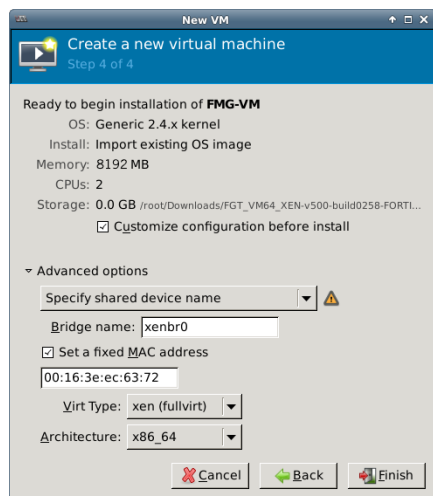 New VM
Create a new virtual machine
Step 4 of 4
Ready to begin installation of FMG-VM
OS: Generic 2.4.x kernel
Install: Import existing OS image
Memory: 8192 MB
CPUs: 2
Storage: 0.0 GB /root/Downloads/FGT_VM64_XEN-v500-build0258-FORTI...
Customize configuration before install
Advanced options
Specify shared device name
Bridge name: xenbr0
Set a fixed MAC address
00:16:3e:ec:63:72
Virt Type: xen (fullvirt)
Architecture: x86_64
Cancel Back Finish